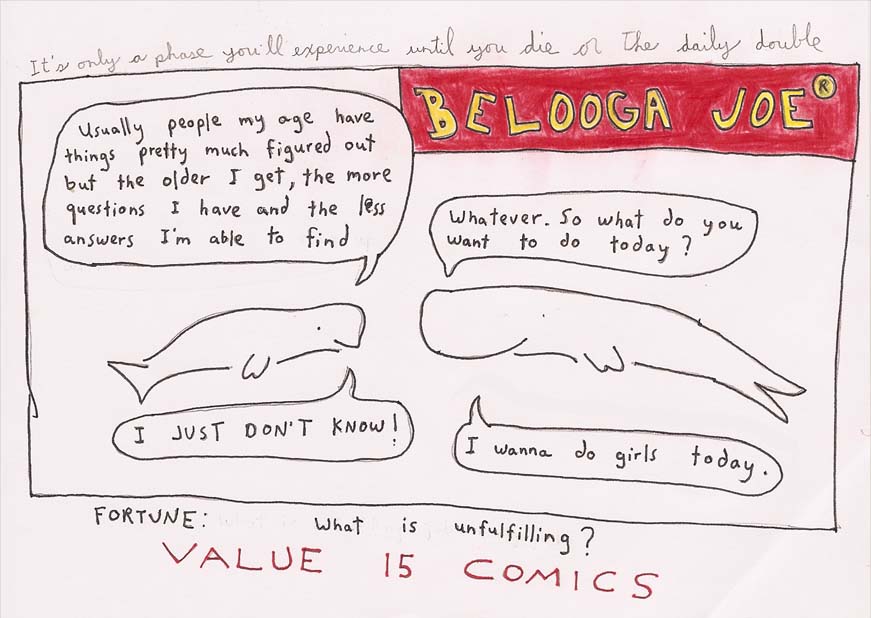 It's only a phase you'll experience until you die or The daily double
BELOOGA JOE®
Usually people my age have
things pretty much figured out
but the older I get, the more
questions I have and the less
answers I'm able to find
Whatever. So what do you
want to do today?
I JUST DON'T KNOW!
I wanna do girls today.
FORTUNE: What is unfulfilling?
VALUE 15 COMICS